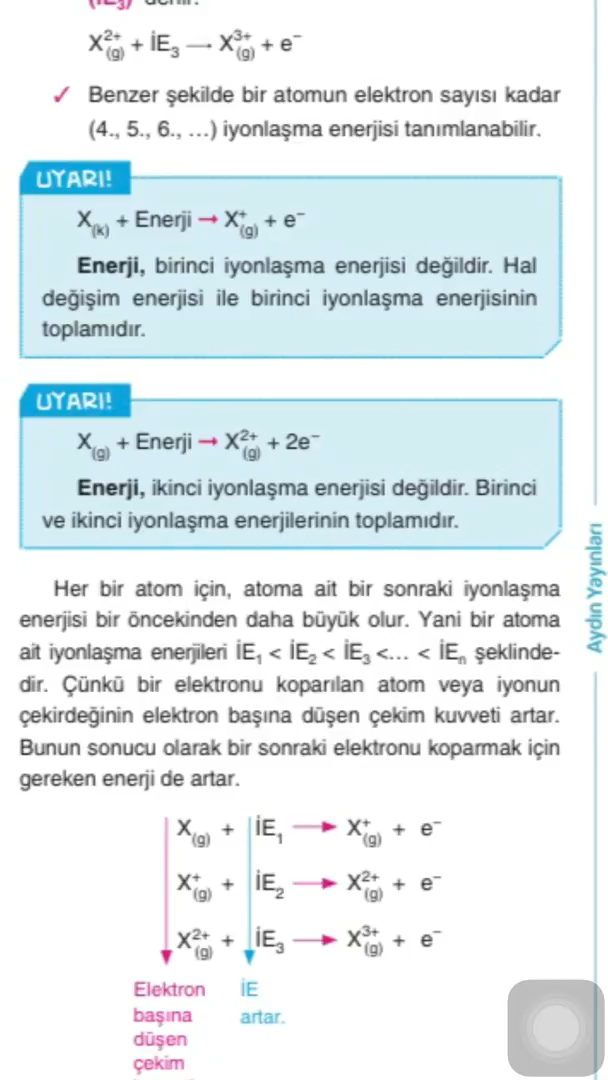 (İE₃) denir.
X²⁺(g) + İE₃ → X³⁺(g) + e⁻
✓ Benzer şekilde bir atomun elektron sayısı kadar
(4., 5., 6., ...) iyonlaşma enerjisi tanımlanabilir.
UYARI!
X(k) + Enerji → X⁺(g) + e⁻
Enerji, birinci iyonlaşma enerjisi değildir. Hal
değişim enerjisi ile birinci iyonlaşma enerjisinin
toplamıdır.
UYARI!
X(g) + Enerji → X²⁺(g) + 2e⁻
Enerji, ikinci iyonlaşma enerjisi değildir. Birinci
ve ikinci iyonlaşma enerjilerinin toplamıdır.
Her bir atom için, atoma ait bir sonraki iyonlaşma
enerjisi bir öncekinden daha büyük olur. Yani bir atoma
ait iyonlaşma enerjileri İE₁ < İE₂ < İE₃ <... < İEₙ şeklinde-
dir. Çünkü bir elektronu koparılan atom veya iyonun
çekirdeğinin elektron başına düşen çekim kuvveti artar.
Bunun sonucu olarak bir sonraki elektronu koparmak için
gereken enerji de artar.
X(g) + İE₁ → X⁺(g) + e⁻
X⁺(g) + İE₂ → X²⁺(g) + e⁻
X²⁺(g) + İE₃ → X³⁺(g) + e⁻
Elektron
başına
düşen
çekim
İE
artar.
Aydın Yayınları